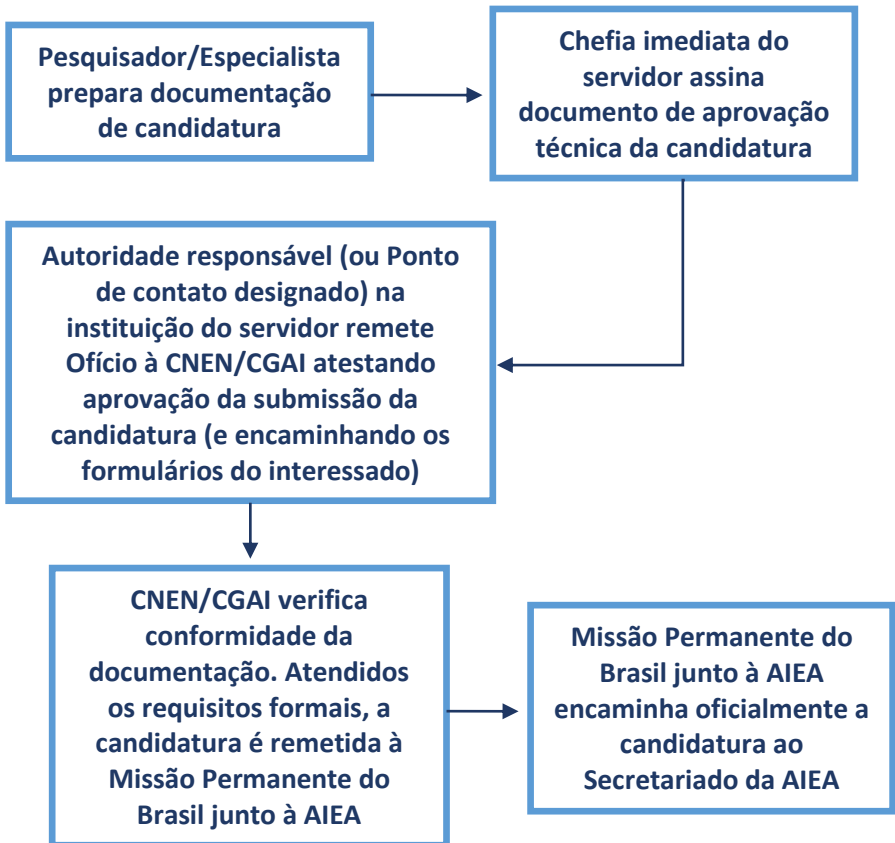 Pesquisador/Especialista
prepara documentação
de candidatura
Chefia imediata do
servidor assina
documento de aprovação
técnica da candidatura
Autoridade responsável (ou Ponto
de contato designado) na
instituição do servidor remete
Ofício à CNEN/CGAI atestando
aprovação da submissão da
candidatura (e encaminhando os
formulários do interessado)
CNEN/CGAI verifica
conformidade da
documentação. Atendidos
os requisitos formais, a
candidatura é remetida à
Missão Permanente do
Brasil junto à AIEA
Missão Permanente do
Brasil junto à AIEA
encaminha oficialmente a
candidatura ao
Secretariado da AIEA